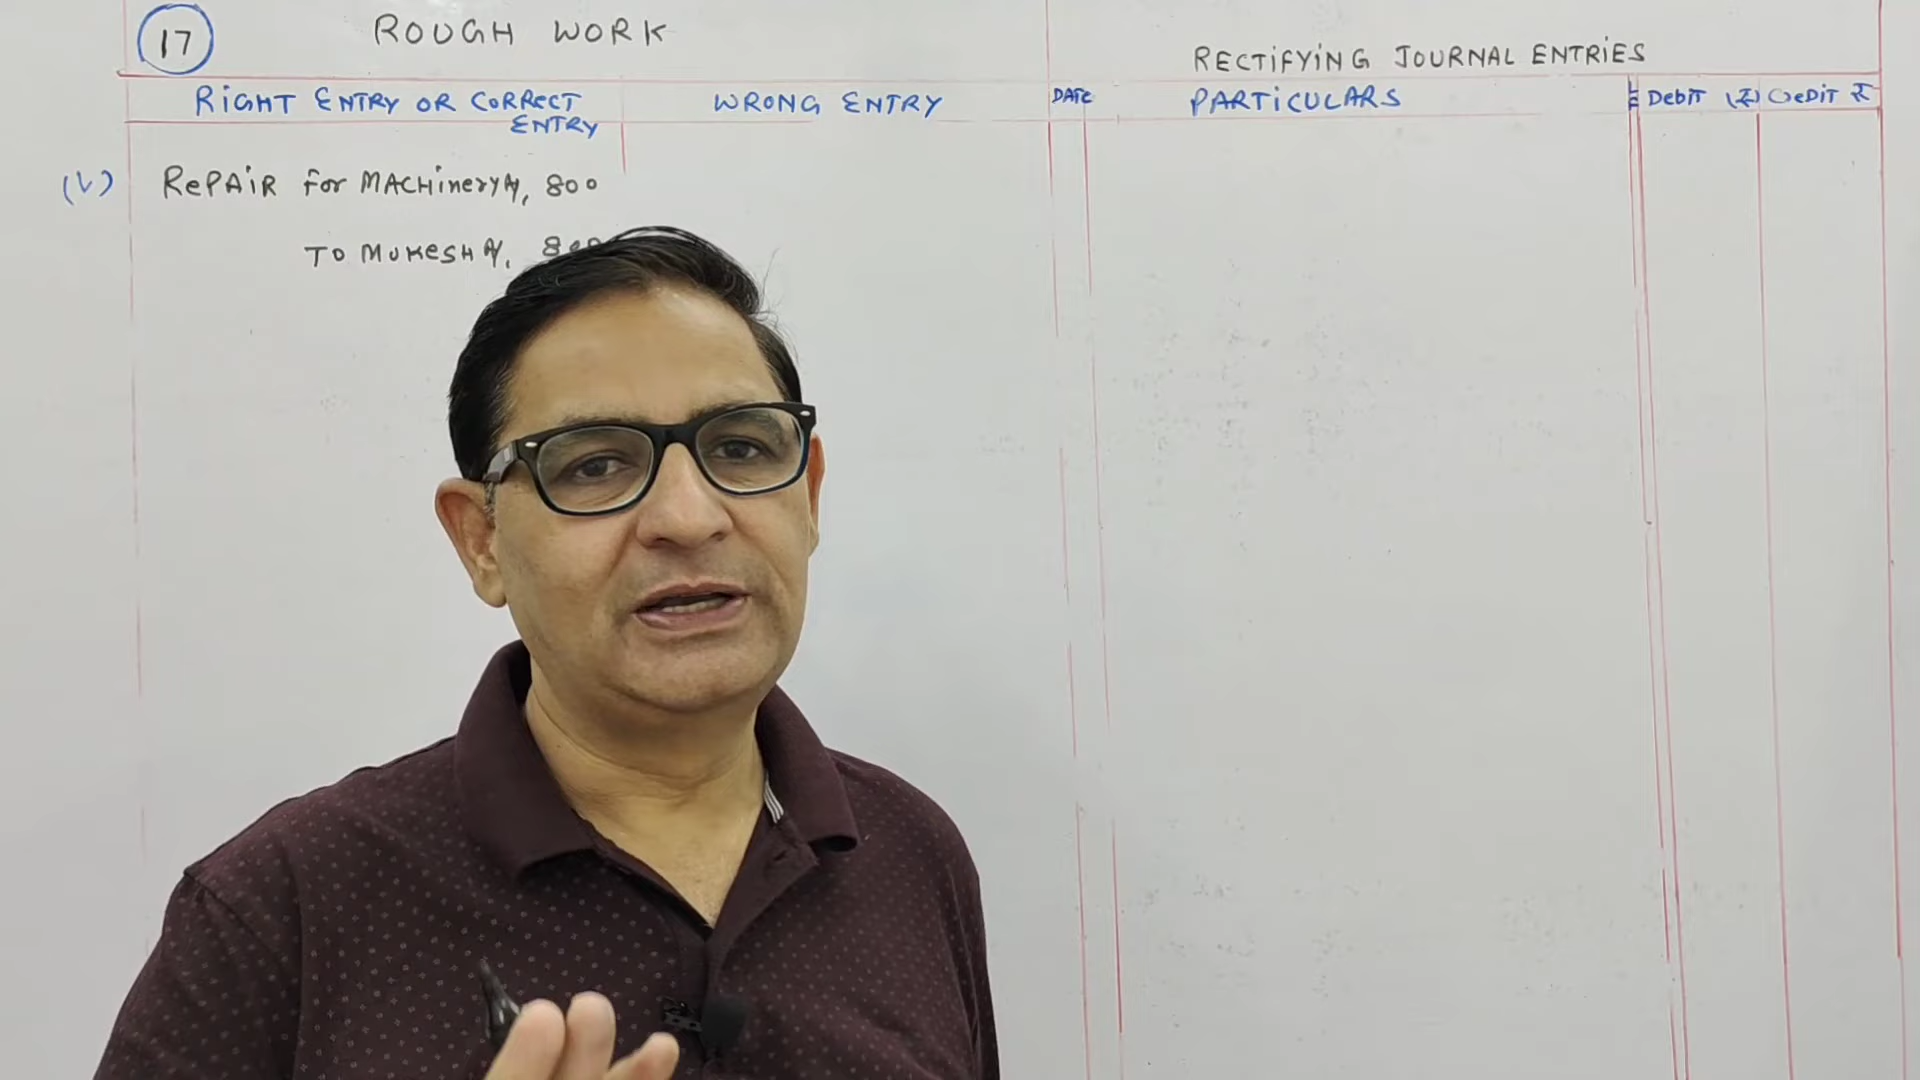 17
ROUGH WORK
RECTIFYING JOURNAL ENTRIES
RIGHT ENTRY OR CORRECT ENTRY
WRONG ENTRY
DATE
PARTICULARS
DebiT (₹)
CreDiT ₹
(V) RePAiR for MACHineryA/, 800
TO MUKeSH A/,